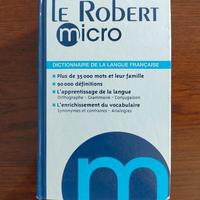 le Robert
micro
DICTIONNAIRE DE LA LANGUE FRANÇAISE
Plus de 35 000 mots et leur famille
90 000 définitions
L'apprentissage de la langue
Orthographe - Grammaire - Conjugaison
L'enrichissement du vocabulaire
Synonymes et contraires - Analogies
m